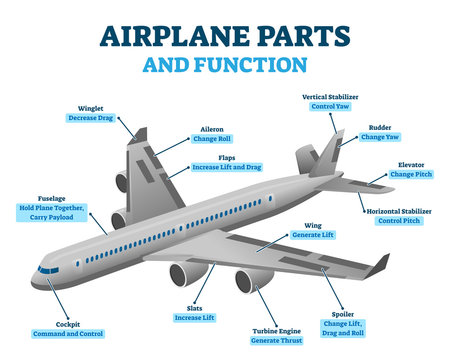 AIRPLANE PARTS
AND FUNCTION
Vertical Stabilizer
Control Yaw
Winglet
Decrease Drag
Aileron
Change Roll
Rudder
Change Yaw
Flaps
Increase Lift and Drag
Elevator
Change Pitch
Fuselage
Hold Plane Together,
Carry Payload
Horizontal Stabilizer
Control Pitch
Wing
Generate Lift
Slats
Increase Lift
Spoiler
Change Lift,
Drag and Roll
Cockpit
Command and Control
Turbine Engine
Generate Thrust